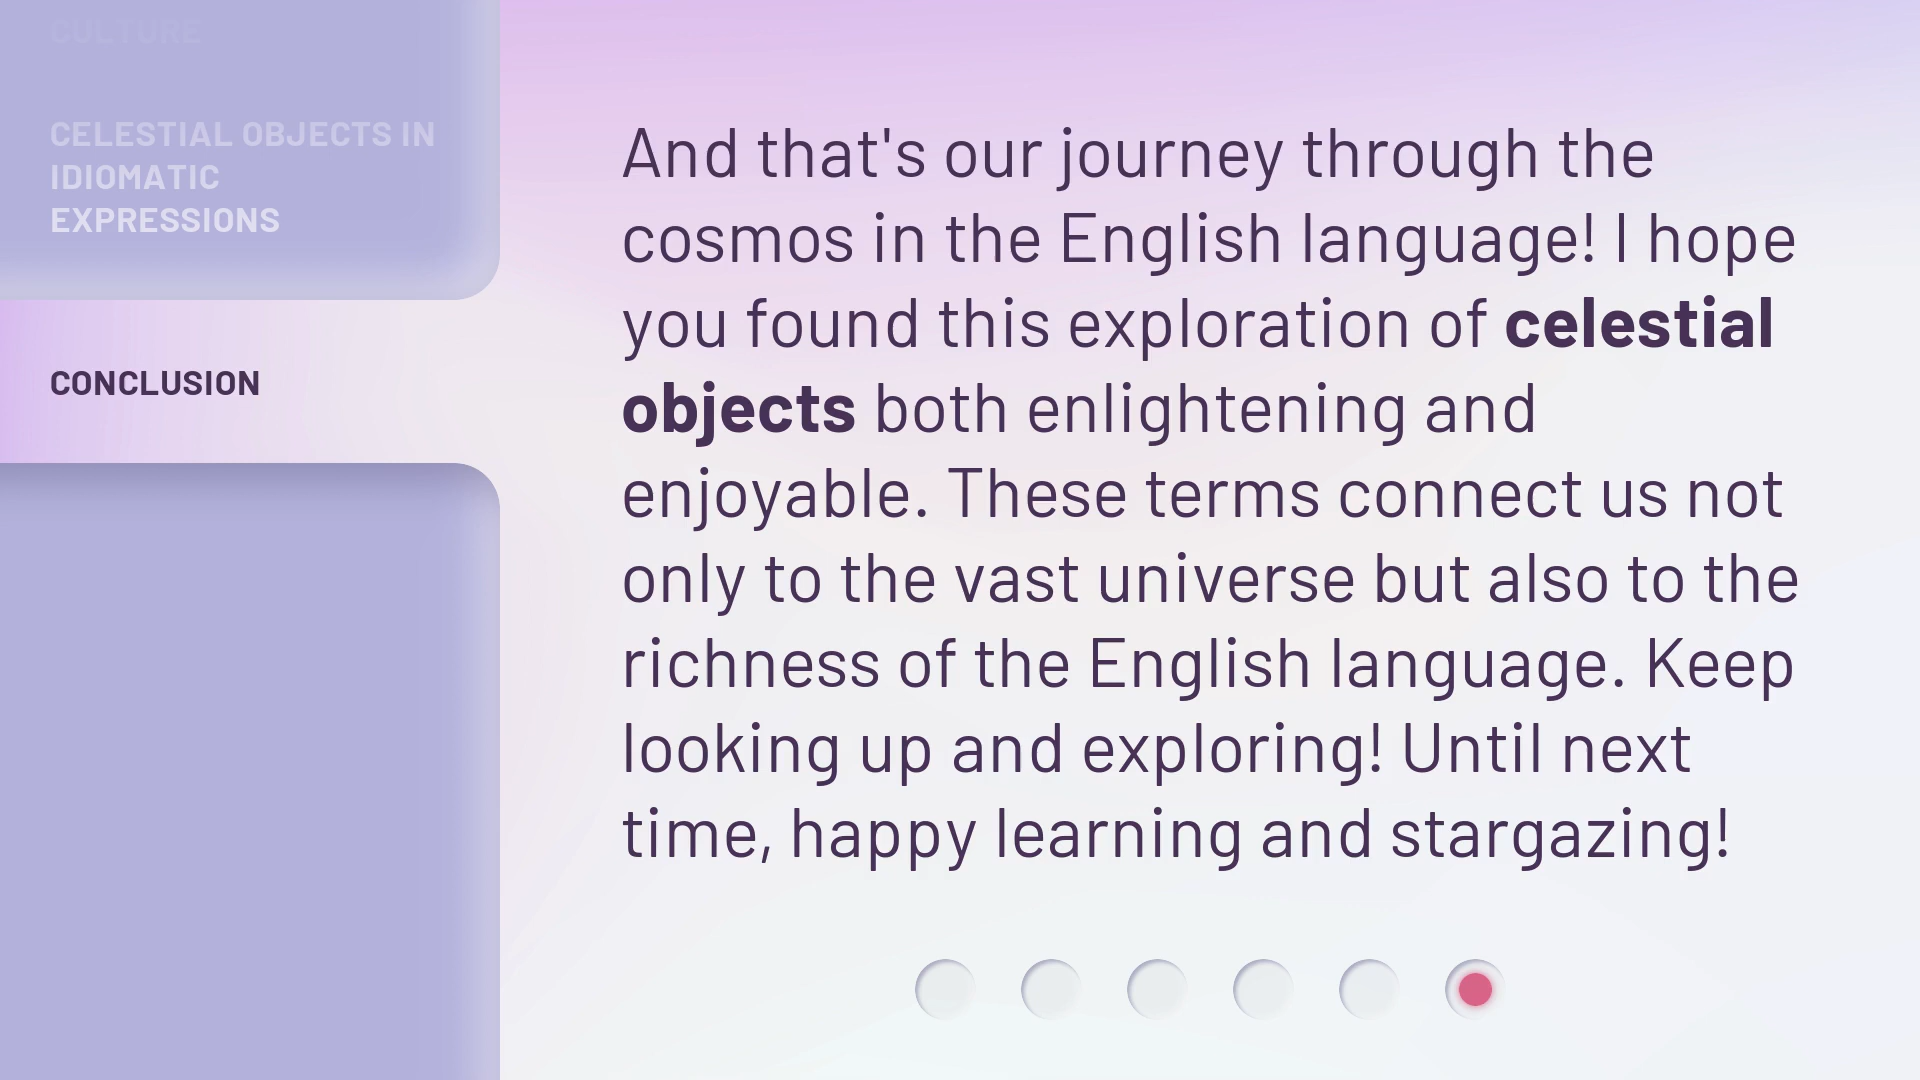 CULTURE
CELESTIAL OBJECTS IN
IDIOMATIC
EXPRESSIONS
CONCLUSION
And that's our journey through the
cosmos in the English language! I hope
you found this exploration of celestial
objects both enlightening and
enjoyable. These terms connect us not
only to the vast universe but also to the
richness of the English language. Keep
looking up and exploring! Until next
time, happy learning and stargazing!